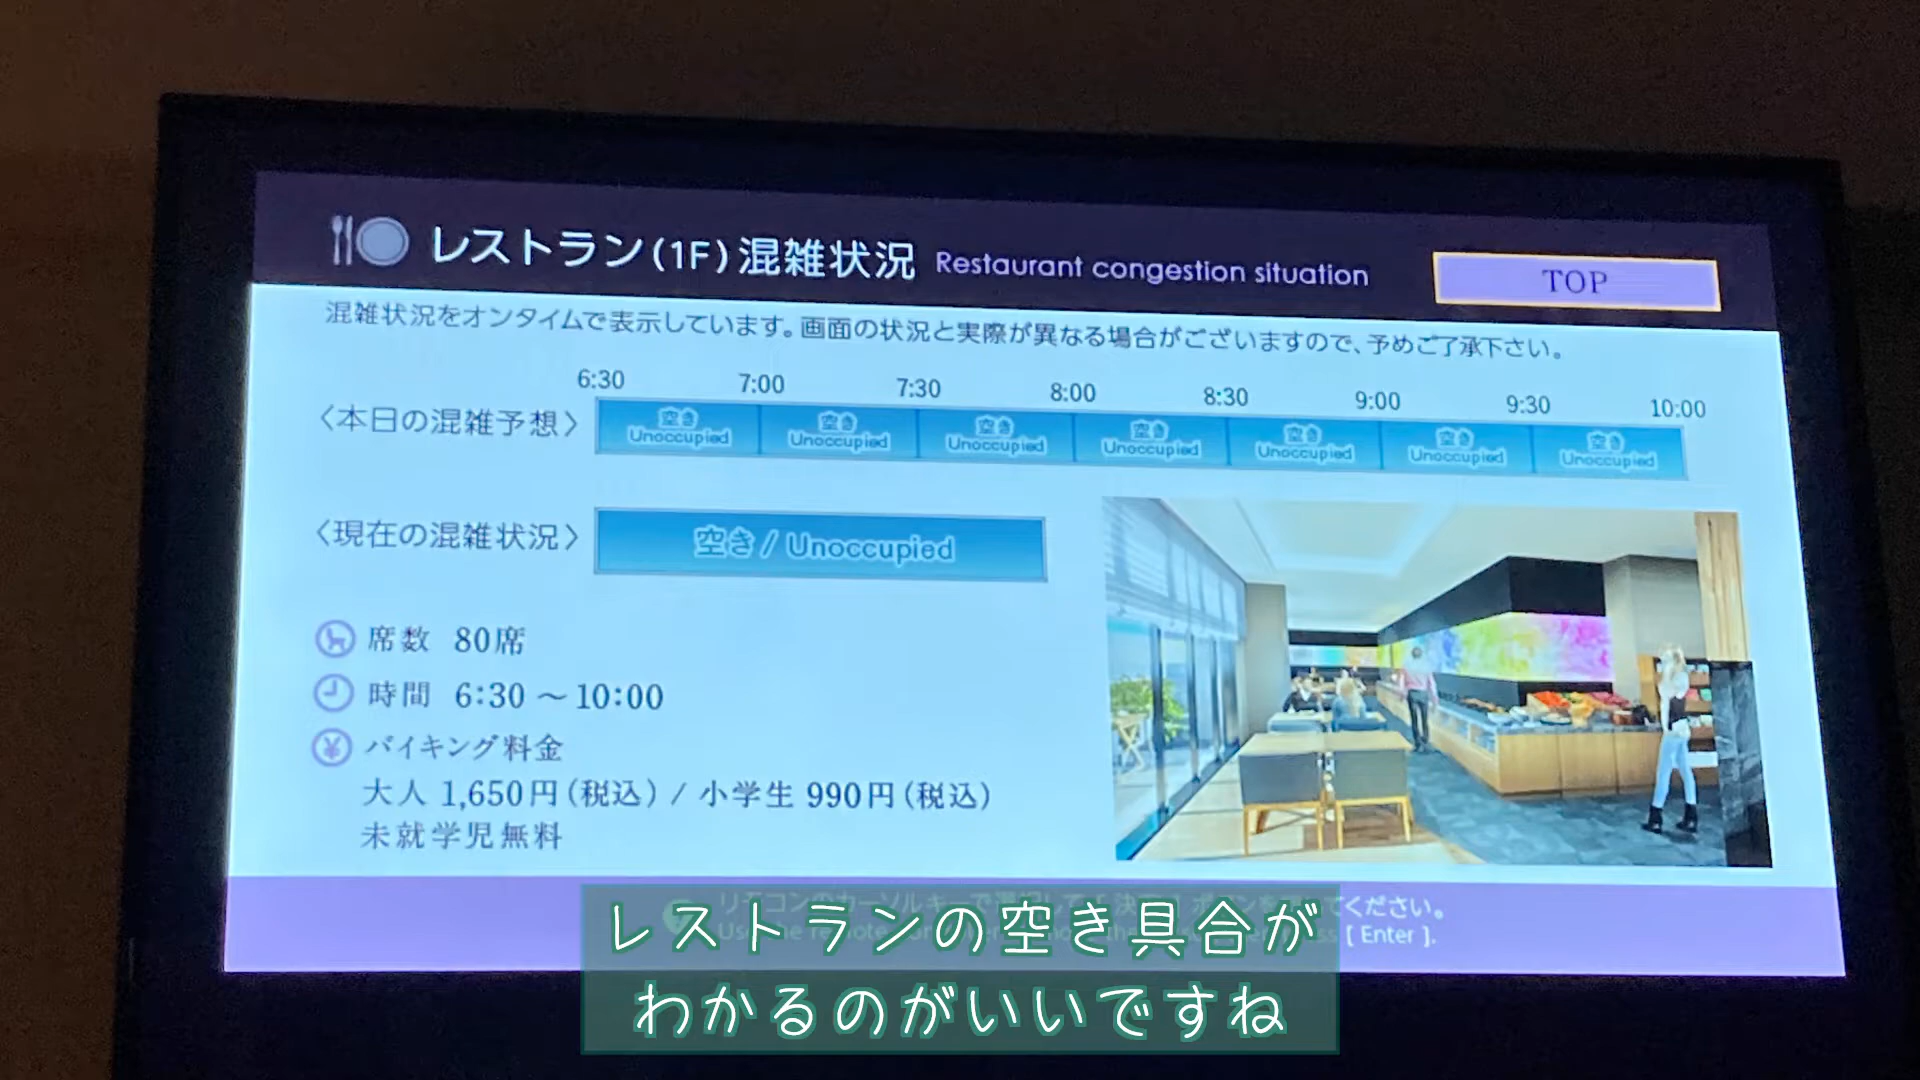 レストラン(1F)混雑状況 Restaurant congestion situation
TOP
混雑状況をオンタイムで表示しています。画面の状況と実際が異なる場合がございますので、予めご了承下さい。
6:30 7:00 7:30 8:00 8:30 9:00 9:30 10:00
〈本日の混雑予想〉
空き 空き 空き 空き 空き 空き 空き
Unoccupied Unoccupied Unoccupied Unoccupied Unoccupied Unoccupied Unoccupied
〈現在の混雑状況〉 空き / Unoccupied
席数 80席
時間 6:30 ～ 10:00
バイキング料金
大人 1,650円(税込) / 小学生 990円(税込)
未就学児無料
ください。
[ Enter ].
レストランの空き具合が
わかるのがいいですね